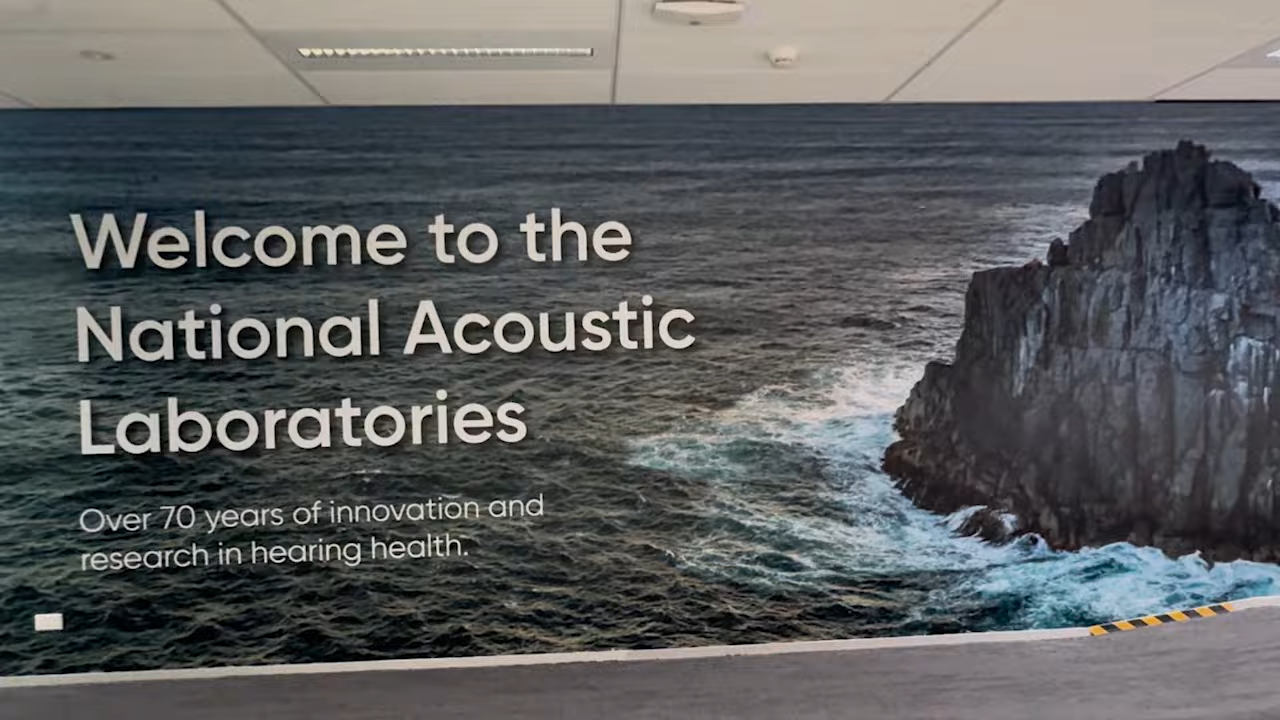 Welcome to the
National Acoustic
Laboratories
Over 70 years of innovation and
research in hearing health.